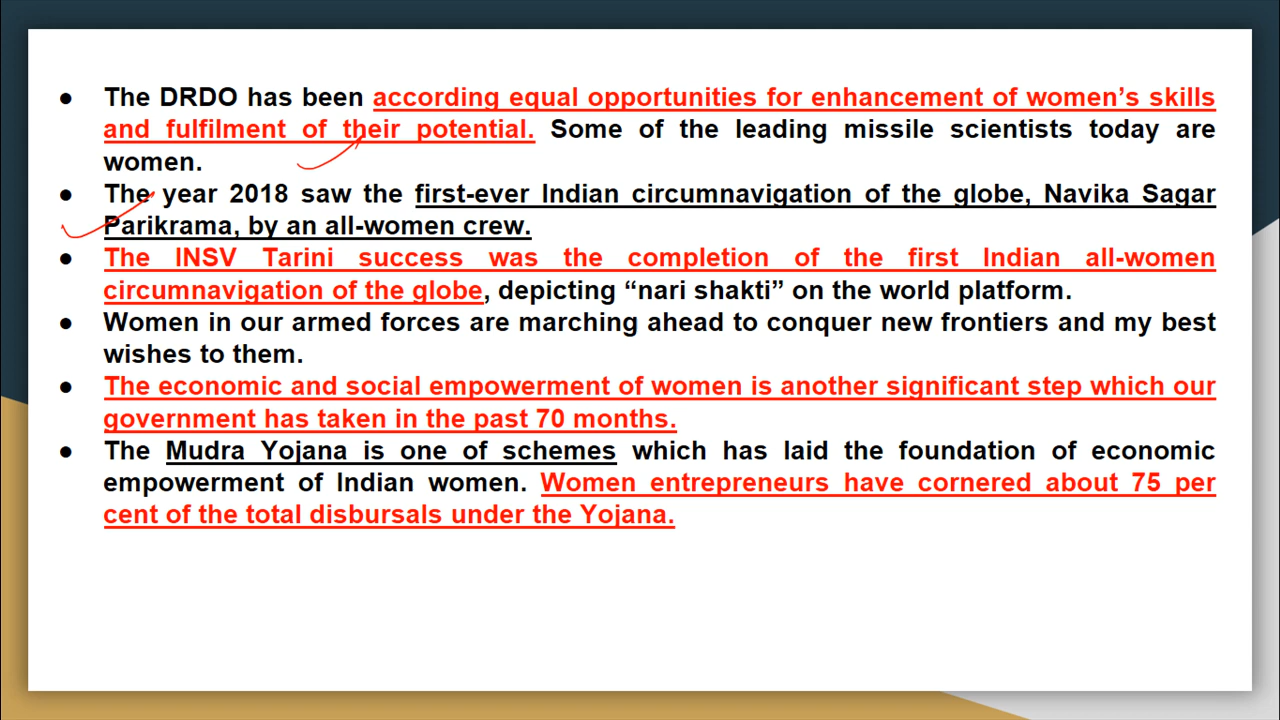 ● The DRDO has been according equal opportunities for enhancement of women's skills
and fulfilment of their potential. Some of the leading missile scientists today are
women.
● The year 2018 saw the first-ever Indian circumnavigation of the globe, Navika Sagar
Parikrama, by an all-women crew.
● The INSV Tarini success was the completion of the first Indian all-women
circumnavigation of the globe, depicting “nari shakti” on the world platform.
● Women in our armed forces are marching ahead to conquer new frontiers and my best
wishes to them.
● The economic and social empowerment of women is another significant step which our
government has taken in the past 70 months.
● The Mudra Yojana is one of schemes which has laid the foundation of economic
empowerment of Indian women. Women entrepreneurs have cornered about 75 per
cent of the total disbursals under the Yojana.